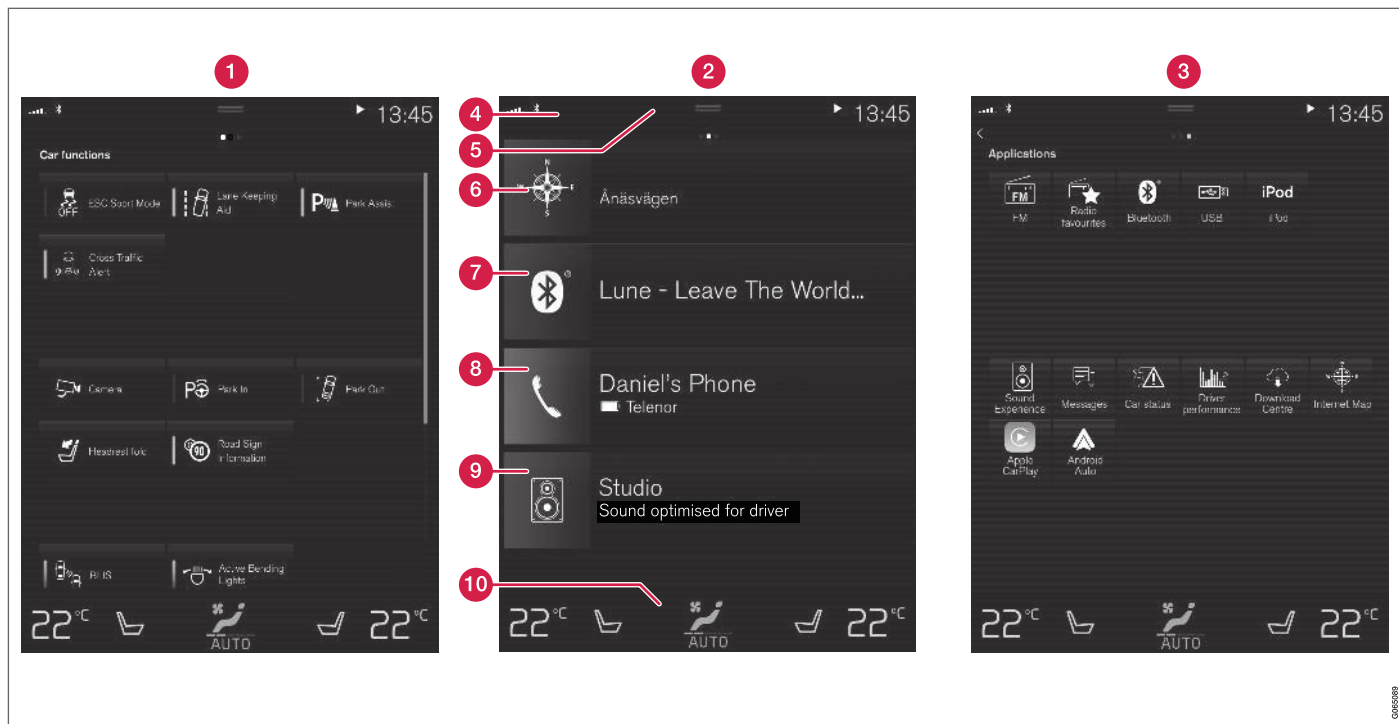 1
2
3
13:45
Car functions
ESC Sport Mode
OFF
Lane Keeping
Aid
P
Park Assis
Cross Traffic
Alert
Camera
P
Park In
Park Out
Headrest fold
90
Road Sign
Information
BLIS
Active Bending
Lights
22°C
AUTO
22°C
4
5
6
7
8
9
10
13:45
N
E
S
Ånäsvägen
Lune - Leave The World...
Daniel's Phone
Telenor
Studio
Sound optimised for driver
22°C
AUTO
22°C
13:45
Applications
FM
iPod
FM
Radio
favourites
Bluetooth
USB
iPod
Sound
Experience
Messages
Car status
Driver
performance
Download
Centre
Internet Map
Apple
CarPlay
Android
Auto
22°C
AUTO
22°C
G065089